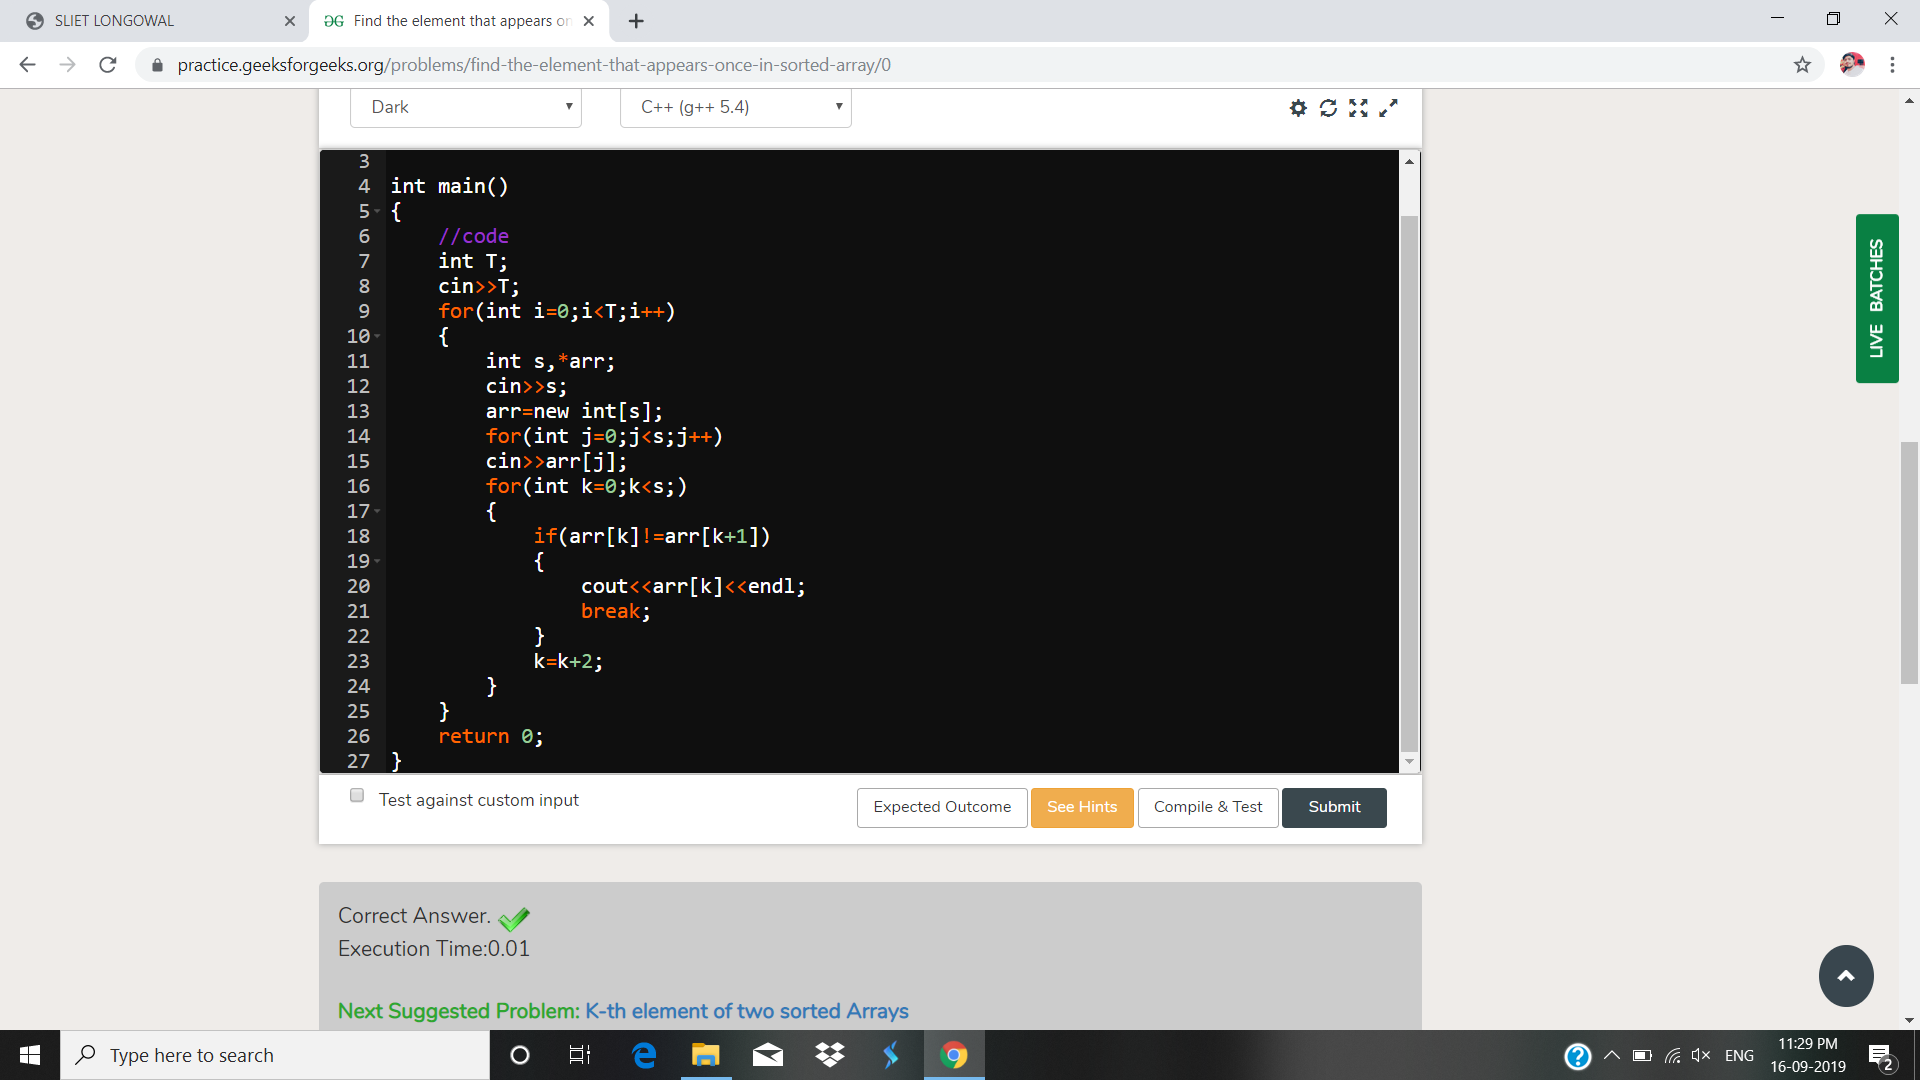 SLIET LONGOWAL
Find the element that appears on
practice.geeksforgeeks.org/problems/find-the-element-that-appears-once-in-sorted-array/0
Dark
C++ (g++ 5.4)
3
4 int main()
5 {
6 //code
7 int T;
8 cin>>T;
9 for(int i=0;i<T;i++)
10 {
11 int s,*arr;
12 cin>>s;
13 arr=new int[s];
14 for(int j=0;j<s;j++)
15 cin>>arr[j];
16 for(int k=0;k<s;)
17 {
18 if(arr[k]!=arr[k+1])
19 {
20 cout<<arr[k]<<endl;
21 break;
22 }
23 k=k+2;
24 }
25 }
26 return 0;
27 }
LIVE BATCHES
Test against custom input
Expected Outcome
See Hints
Compile & Test
Submit
Correct Answer.
Execution Time:0.01
Next Suggested Problem: K-th element of two sorted Arrays
Type here to search
ENG
11:29 PM
16-09-2019
2